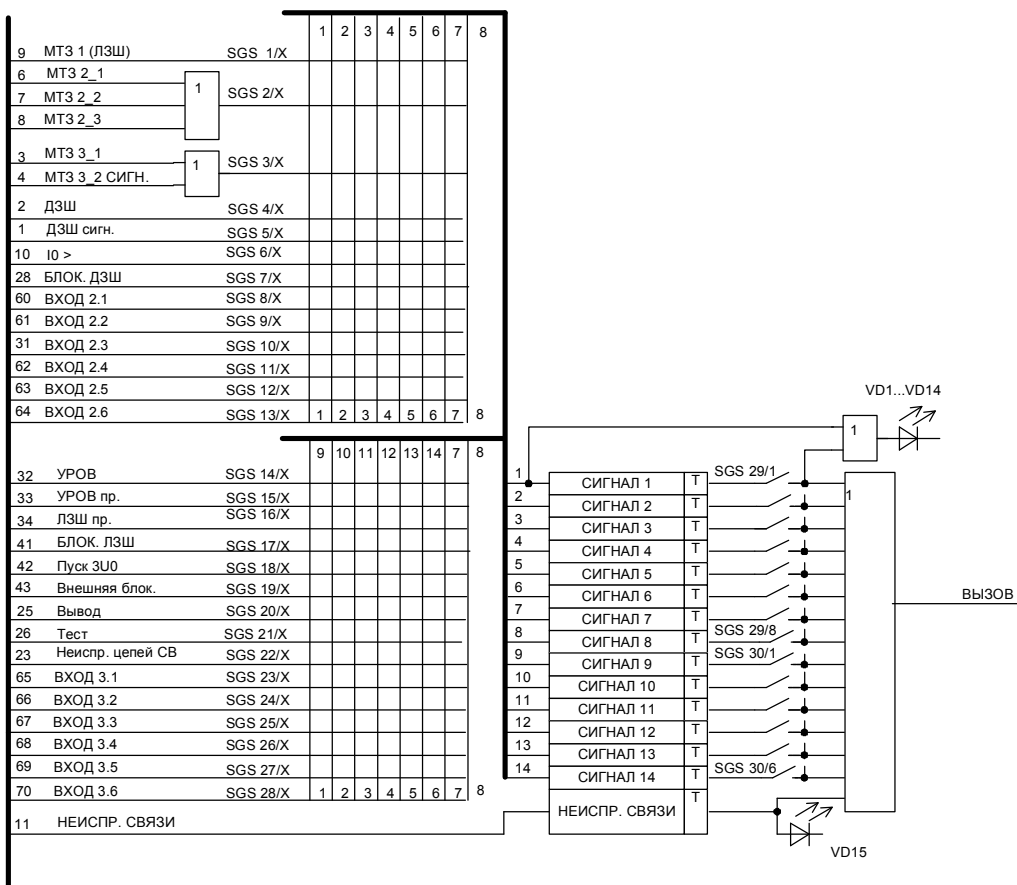 1 2 3 4 5 6 7 8
9 МТЗ 1 (ЛЗШ) SGS 1/X
6 МТЗ 2_1
1 SGS 2/X
7 МТЗ 2_2
8 МТЗ 2_3
3 МТЗ 3_1
1 SGS 3/X
4 МТЗ 3_2 СИГН.
2 ДЗШ SGS 4/X
1 ДЗШ сигн. SGS 5/X
10 I0 > SGS 6/X
28 БЛОК. ДЗШ SGS 7/X
60 ВХОД 2.1 SGS 8/X
61 ВХОД 2.2 SGS 9/X
31 ВХОД 2.3 SGS 10/X
62 ВХОД 2.4 SGS 11/X
63 ВХОД 2.5 SGS 12/X
64 ВХОД 2.6 SGS 13/X 1 2 3 4 5 6 7 8
VD1...VD14
1
9 10 11 12 13 14 7 8
32 УРОВ SGS 14/X
33 УРОВ пр. SGS 15/X
34 ЛЗШ пр. SGS 16/X
41 БЛОК. ЛЗШ SGS 17/X
42 Пуск 3U0 SGS 18/X
43 Внешняя блок. SGS 19/X
25 Вывод SGS 20/X
26 Тест SGS 21/X
23 Неиспр. цепей СВ SGS 22/X
65 ВХОД 3.1 SGS 23/X
66 ВХОД 3.2 SGS 24/X
67 ВХОД 3.3 SGS 25/X
68 ВХОД 3.4 SGS 26/X
69 ВХОД 3.5 SGS 27/X
70 ВХОД 3.6 SGS 28/X 1 2 3 4 5 6 7 8
11 НЕИСПР. СВЯЗИ
1 СИГНАЛ 1 T SGS 29/1
1
2 СИГНАЛ 2 T
3 СИГНАЛ 3 T
4 СИГНАЛ 4 T
5 СИГНАЛ 5 T
6 СИГНАЛ 6 T
7 СИГНАЛ 7 T
8 СИГНАЛ 8 T SGS 29/8
9 СИГНАЛ 9 T SGS 30/1
10 СИГНАЛ 10 T
11 СИГНАЛ 11 T
12 СИГНАЛ 12 T
13 СИГНАЛ 13 T
14 СИГНАЛ 14 T SGS 30/6
НЕИСПР. СВЯЗИ T
ВЫЗОВ
VD15